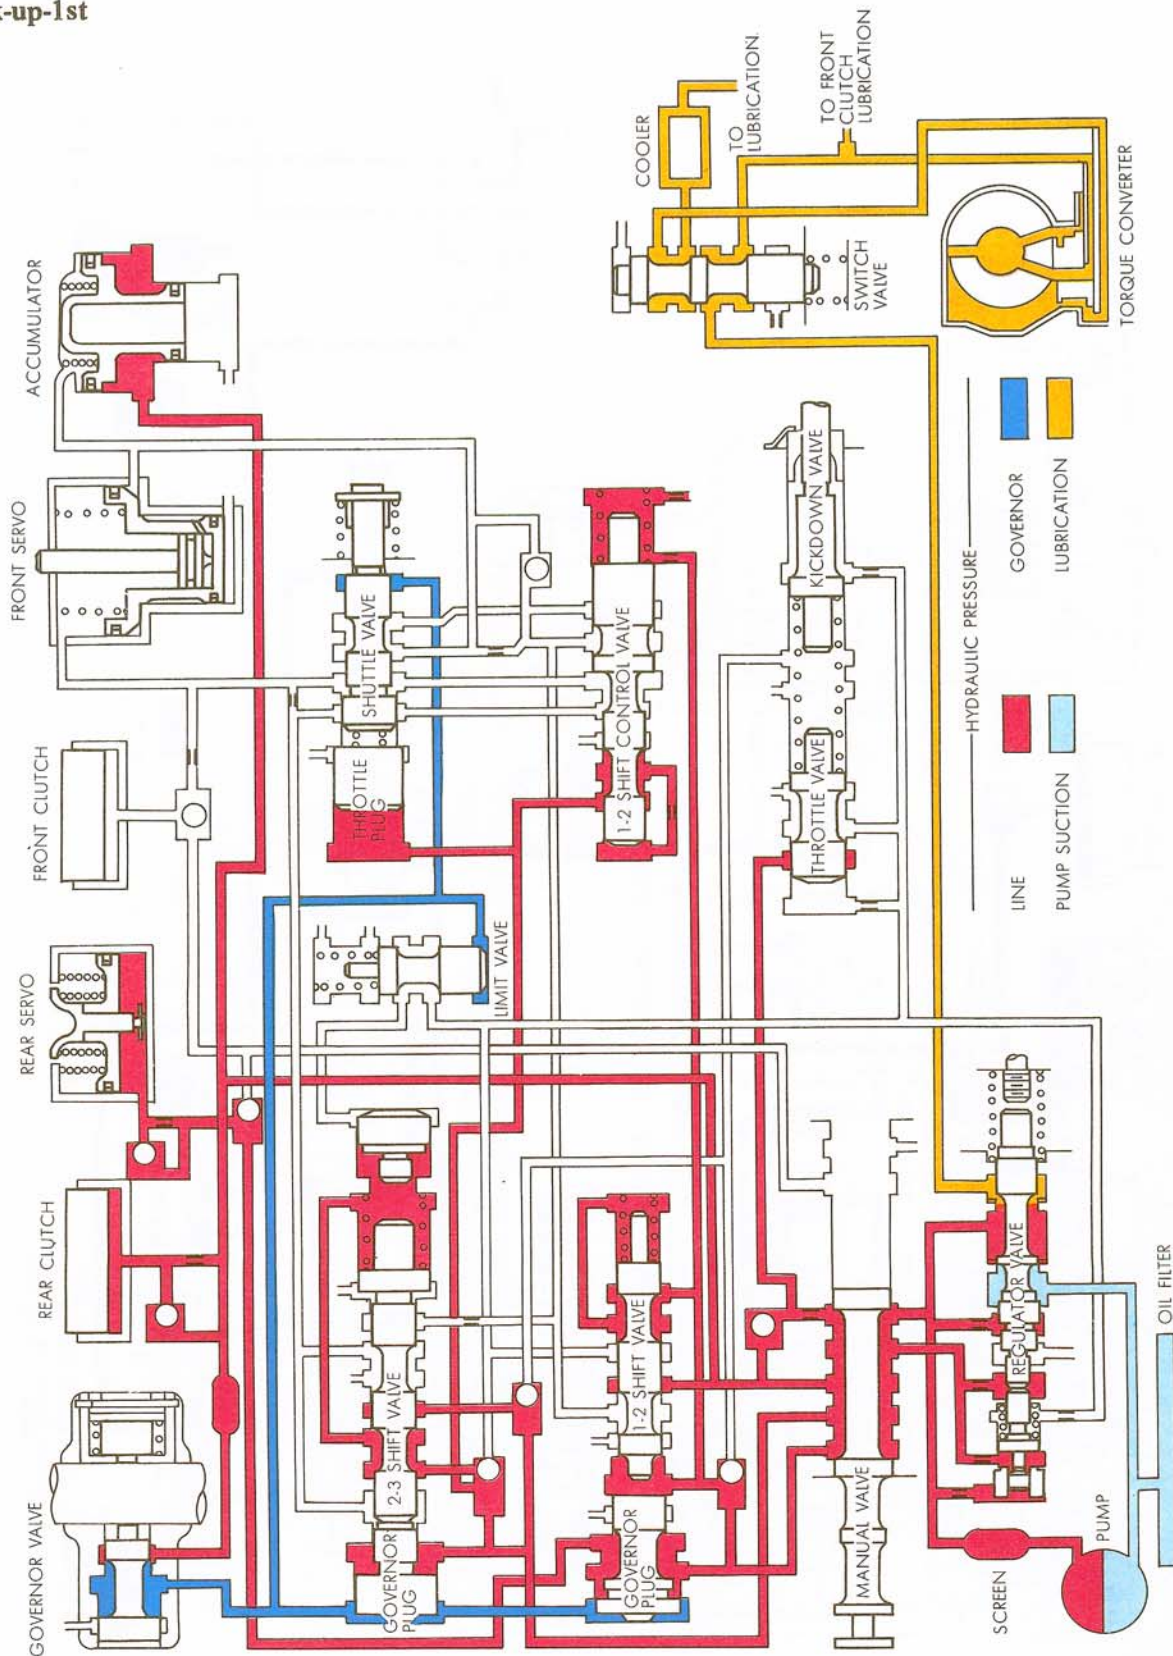 -up-1st
GOVERNOR VALVE
REAR CLUTCH
REAR SERVO
FRONT CLUTCH
FRONT SERVO
ACCUMULATOR
GOVERNOR
PLUG
2-3 SHIFT VALVE
LIMIT VALVE
THROTTLE
PLUG
SHUTTLE VALVE
GOVERNOR
PLUG
1-2 SHIFT VALVE
1-2 SHIFT CONTROL VALVE
COOLER
TO
LUBRICATION
TO FRONT
CLUTCH
LUBRICATION
SWITCH
VALVE
TORQUE CONVERTER
MANUAL VALVE
THROTTLE VALVE
KICKDOWN VALVE
HYDRAULIC PRESSURE
LINE
GOVERNOR
PUMP SUCTION
LUBRICATION
SCREEN
PUMP
REGULATOR VALVE
OIL FILTER